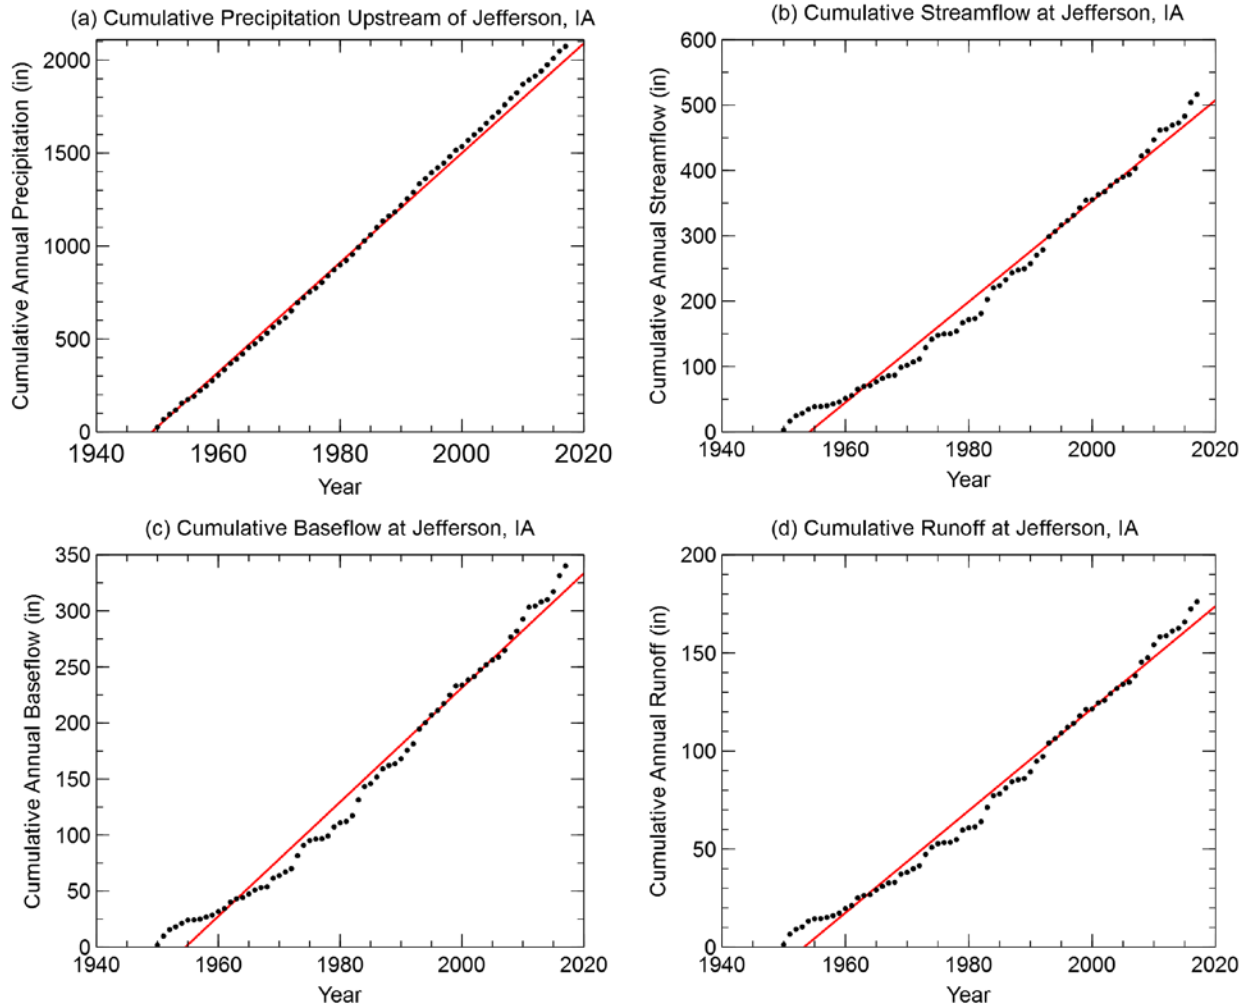 (a) Cumulative Precipitation Upstream of Jefferson, IA
Cumulative Annual Precipitation (in)
2000
1500
1000
500
0
1940 1960 1980 2000 2020
Year
(b) Cumulative Streamflow at Jefferson, IA
Cumulative Annual Streamflow (in)
600
500
400
300
200
100
0
1940 1960 1980 2000 2020
Year
(c) Cumulative Baseflow at Jefferson, IA
Cumulative Annual Baseflow (in)
350
300
250
200
150
100
50
0
1940 1960 1980 2000 2020
Year
(d) Cumulative Runoff at Jefferson, IA
Cumulative Annual Runoff (in)
200
150
100
50
0
1940 1960 1980 2000 2020
Year